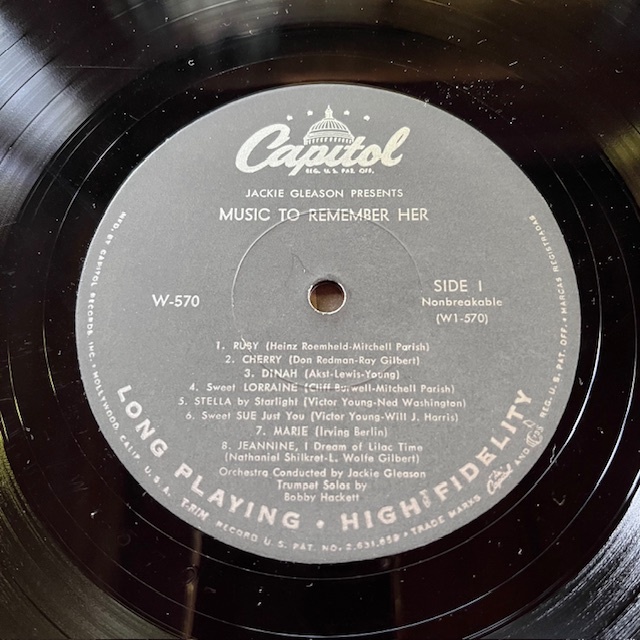 Capitol
REG. U.S. PAT. OFF.
JACKIE GLEASON PRESENTS
MUSIC TO REMEMBER HER
W-570
SIDE 1
Nonbreakable
(W1-570)
1. RUBY (Heinz Roemheld-Mitchell Parish)
2. CHERRY (Don Redman-Ray Gilbert)
3. DINAH (Akst-Lewis-Young)
4. Sweet LORRAINE (Cliff Burwell-Mitchell Parish)
5. STELLA by Starlight (Victor Young-Ned Washington)
6. Sweet SUE Just You (Victor Young-Will J. Harris)
7. MARIE (Irving Berlin)
8. JEANNINE, I Dream of Lilac Time
(Nathaniel Shilkret-L. Wolfe Gilbert)
Orchestra Conducted by Jackie Gleason
Trumpet Solos by
Bobby Hackett
LONG PLAYING • HIGH FIDELITY
MFD. BY CAPITOL RECORDS, INC. • HOLLYWOOD, CALIF. U.S.A. RECORD U.S. PAT. NO. 2,631,859 • TRADE MARKS Capitol AND REG. U.S. PAT. OFF. • MARCAS REGISTRADAS